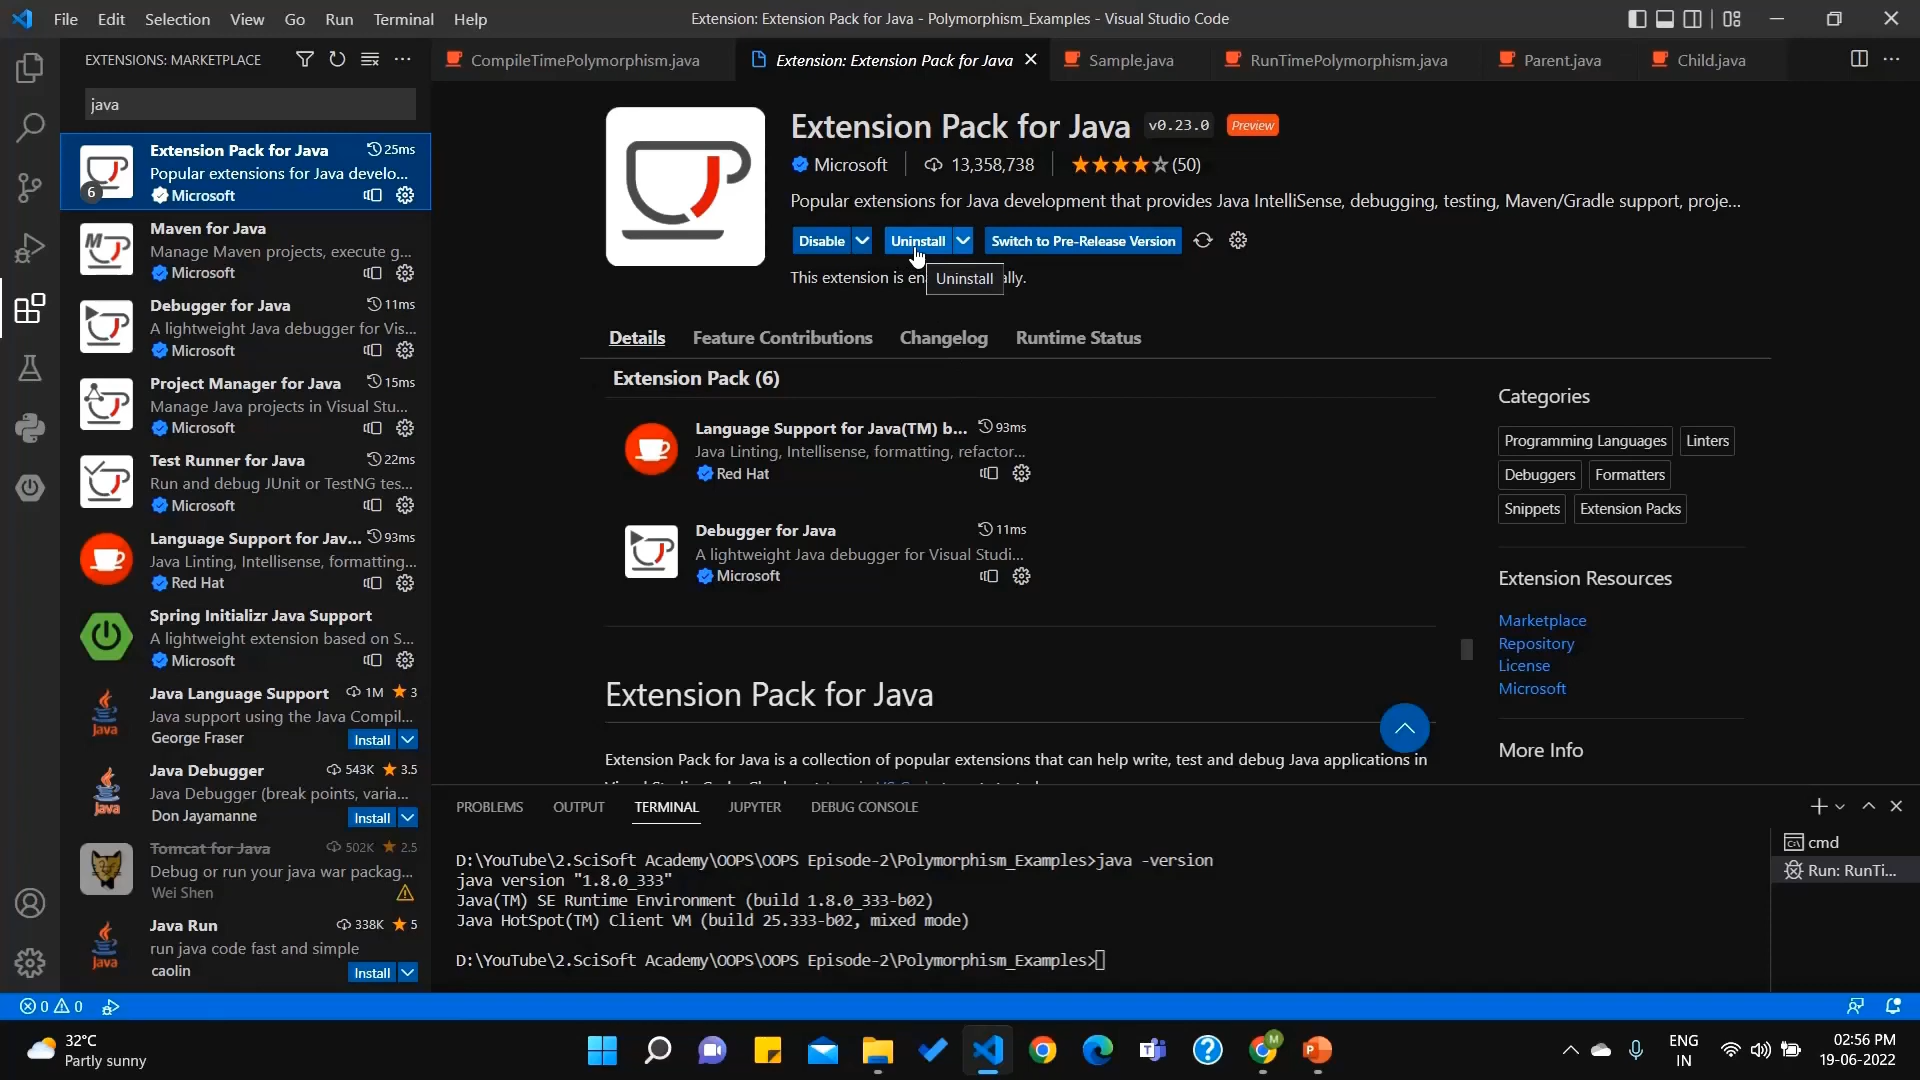 File Edit Selection View Go Run Terminal Help
Extension: Extension Pack for Java - Polymorphism_Examples - Visual Studio Code
EXTENSIONS: MARKETPLACE
CompileTimePolymorphism.java
Extension: Extension Pack for Java
Sample.java
RunTimePolymorphism.java
Parent.java
Child.java
java
Extension Pack for Java 25ms
Popular extensions for Java develo...
6
Microsoft
Maven for Java
Manage Maven projects, execute g...
Microsoft
Debugger for Java 11ms
A lightweight Java debugger for Vis...
Microsoft
Project Manager for Java 15ms
Manage Java projects in Visual Stu...
Microsoft
Test Runner for Java 22ms
Run and debug JUnit or TestNG tes...
Microsoft
Language Support for Jav... 93ms
Java Linting, Intellisense, formatting...
Red Hat
Spring Initializr Java Support
A lightweight extension based on S...
Microsoft
Java Language Support 1M 3
Java support using the Java Compil...
George Fraser
Install
Java Debugger 543K 3.5
Java Debugger (break points, varia...
Don Jayamanne
Install
Tomcat for Java 502K 2.5
Debug or run your java war packag...
Wei Shen
Java Run 338K 5
run java code fast and simple
caolin
Install
Extension Pack for Java v0.23.0 Preview
Microsoft 13,358,738 (50)
Popular extensions for Java development that provides Java IntelliSense, debugging, testing, Maven/Gradle support, proje...
Disable Uninstall Switch to Pre-Release Version
This extension is en
Uninstall
ally.
Details Feature Contributions Changelog Runtime Status
Extension Pack (6)
Language Support for Java(TM) b... 93ms
Java Linting, Intellisense, formatting, refactor...
Red Hat
Debugger for Java 11ms
A lightweight Java debugger for Visual Studi...
Microsoft
Extension Pack for Java
Extension Pack for Java is a collection of popular extensions that can help write, test and debug Java applications in
Categories
Programming Languages Linters
Debuggers Formatters
Snippets Extension Packs
Extension Resources
Marketplace
Repository
License
Microsoft
More Info
PROBLEMS OUTPUT TERMINAL JUPYTER DEBUG CONSOLE
D:\YouTube\2.SciSoft Academy\OOPS\OOPS Episode-2\Polymorphism_Examples>java -version
java version "1.8.0_333"
Java(TM) SE Runtime Environment (build 1.8.0_333-b02)
Java HotSpot(TM) Client VM (build 25.333-b02, mixed mode)
D:\YouTube\2.SciSoft Academy\OOPS\OOPS Episode-2\Polymorphism_Examples>
cmd
Run: RunTi...
0 0
32°C
Partly sunny
ENG
IN
02:56 PM
19-06-2022